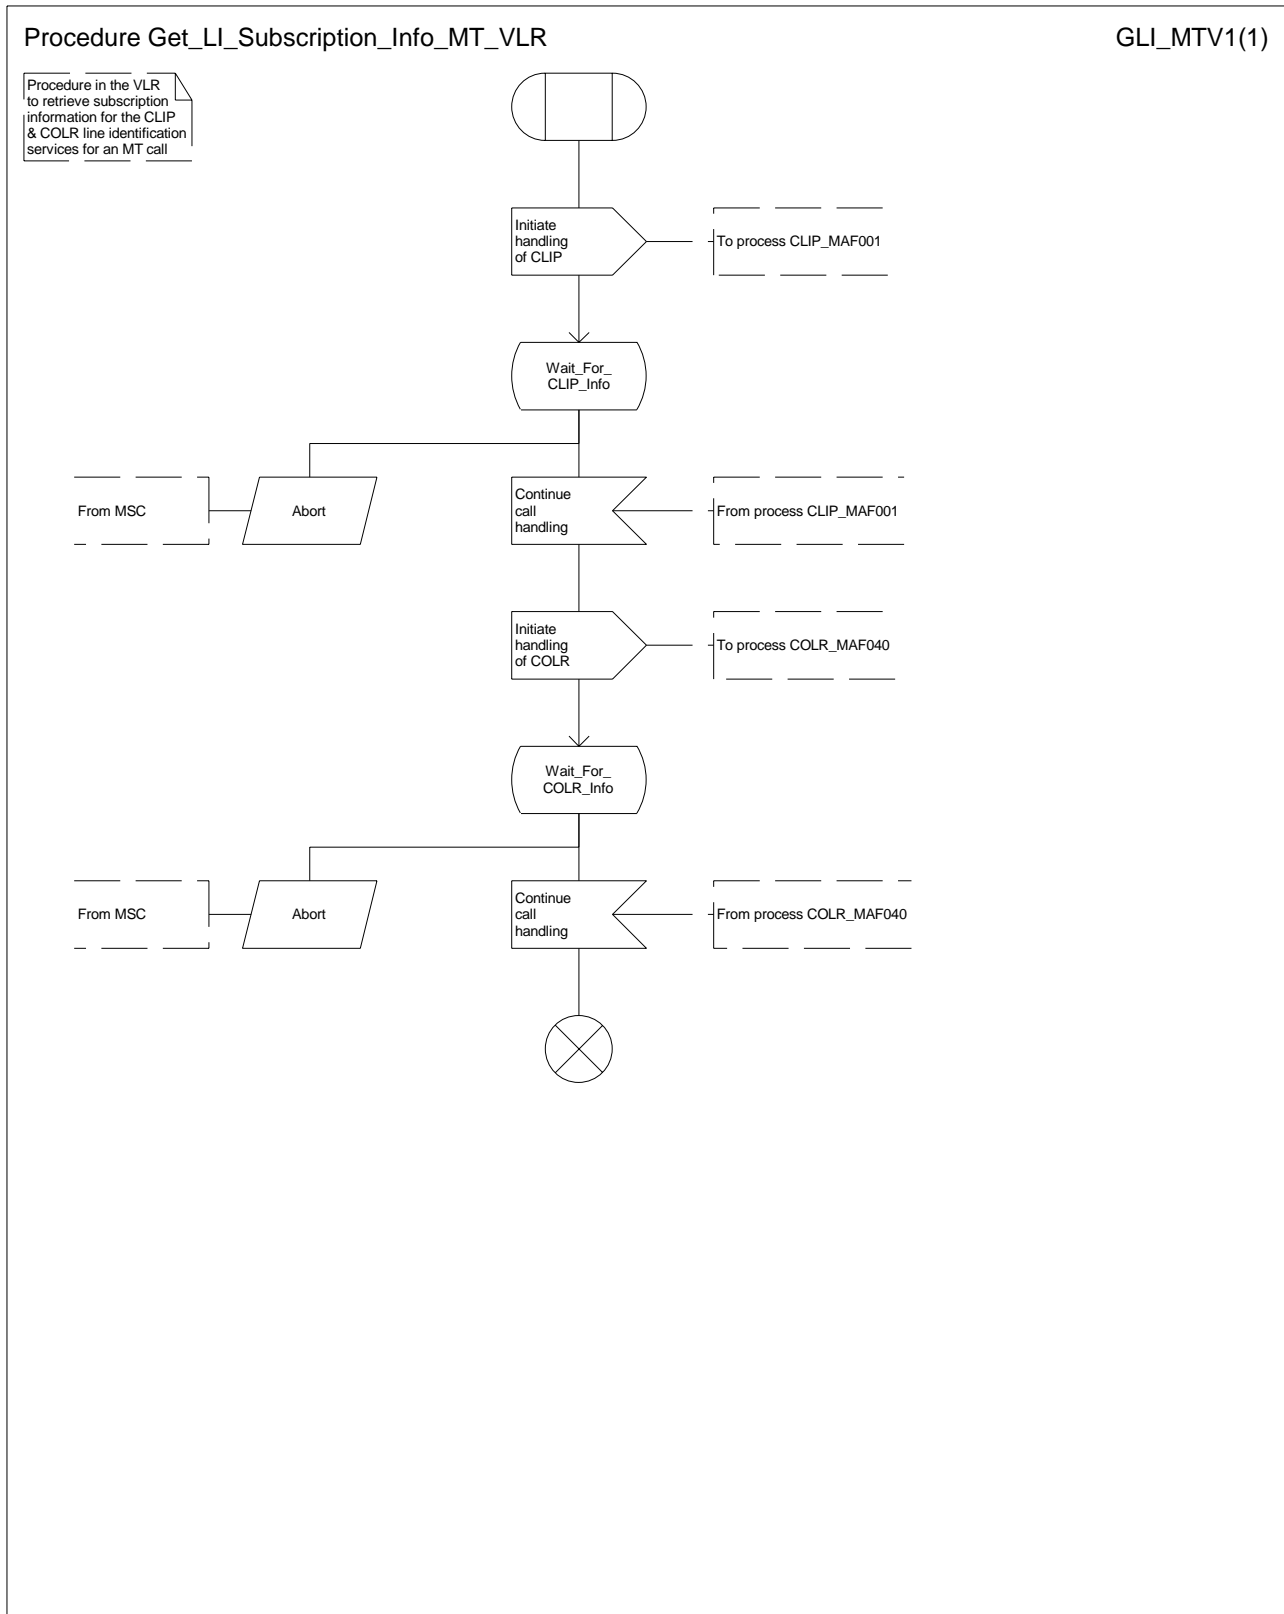 Procedure Get_LI_Subscription_Info_MT_VLR
GLI_MTV1(1)
Procedure in the VLR
to retrieve subscription
information for the CLIP
& COLR line identification
services for an MT call
Initiate
handling
of CLIP
To process CLIP_MAF001
Wait_For_
CLIP_Info
From MSC
Abort
Continue
call
handling
From process CLIP_MAF001
Initiate
handling
of COLR
To process COLR_MAF040
Wait_For_
COLR_Info
From MSC
Abort
Continue
call
handling
From process COLR_MAF040